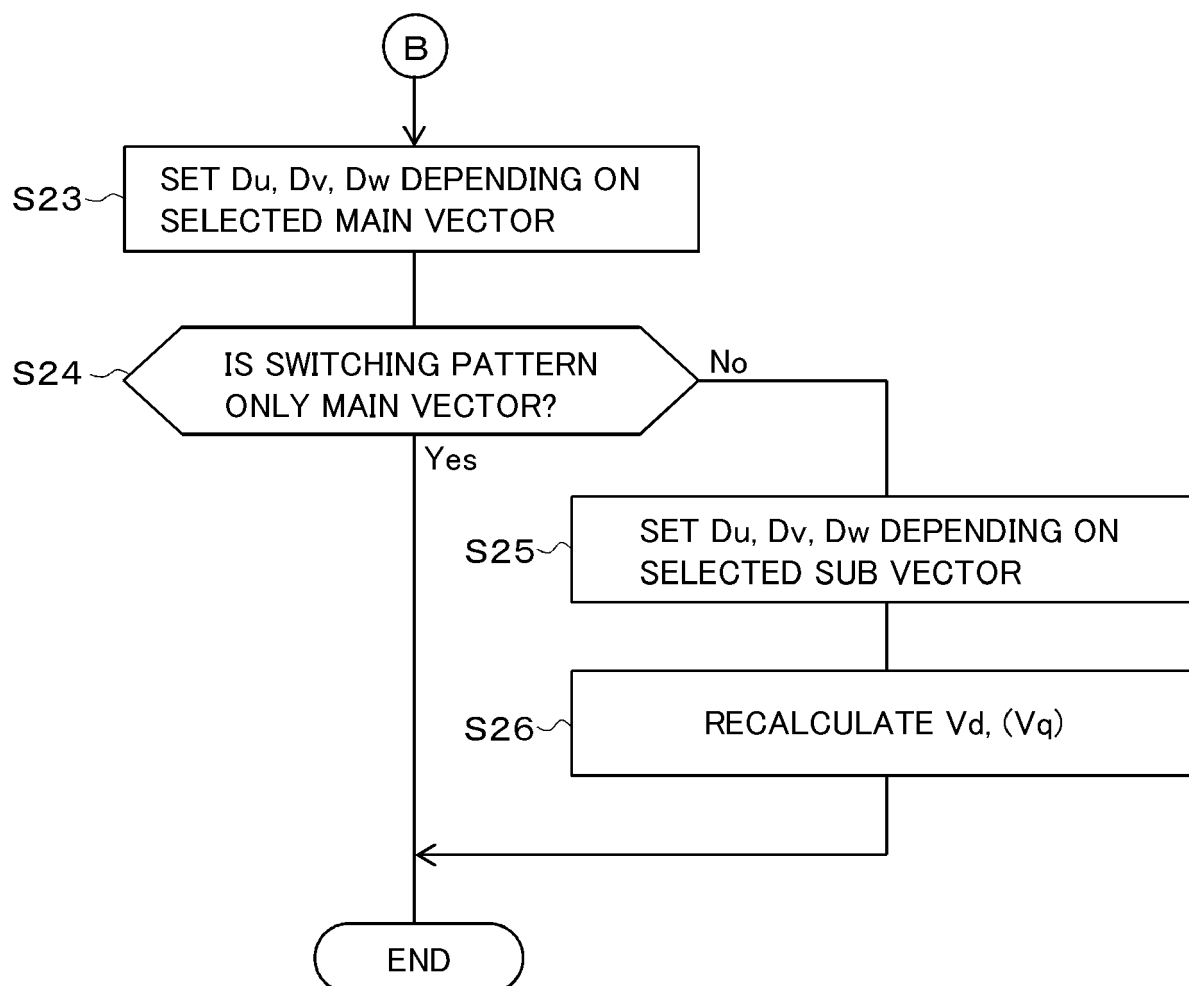 B
S23
SET Du, Dv, Dw DEPENDING ON
SELECTED MAIN VECTOR
S24
IS SWITCHING PATTERN
ONLY MAIN VECTOR?
No
Yes
S25
SET Du, Dv, Dw DEPENDING ON
SELECTED SUB VECTOR
S26
RECALCULATE Vd, (Vq)
END